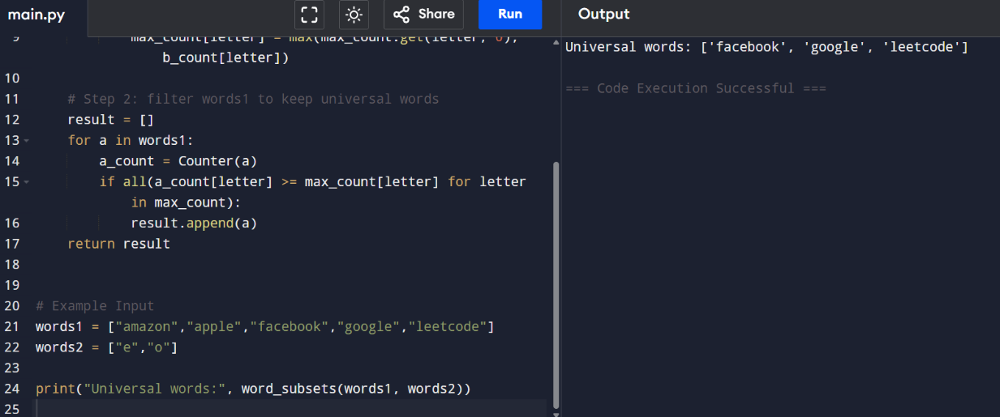 main.py
Share
Run
Output
9 max_count[letter] = max(max_count.get(letter, 0),
b_count[letter])
10
11 # Step 2: filter words1 to keep universal words
12 result = []
13 for a in words1:
14 a_count = Counter(a)
15 if all(a_count[letter] >= max_count[letter] for letter
in max_count):
16 result.append(a)
17 return result
18
19
20 # Example Input
21 words1 = ["amazon","apple","facebook","google","leetcode"]
22 words2 = ["e","o"]
23
24 print("Universal words:", word_subsets(words1, words2))
25
Universal words: ['facebook', 'google', 'leetcode']
=== Code Execution Successful ===